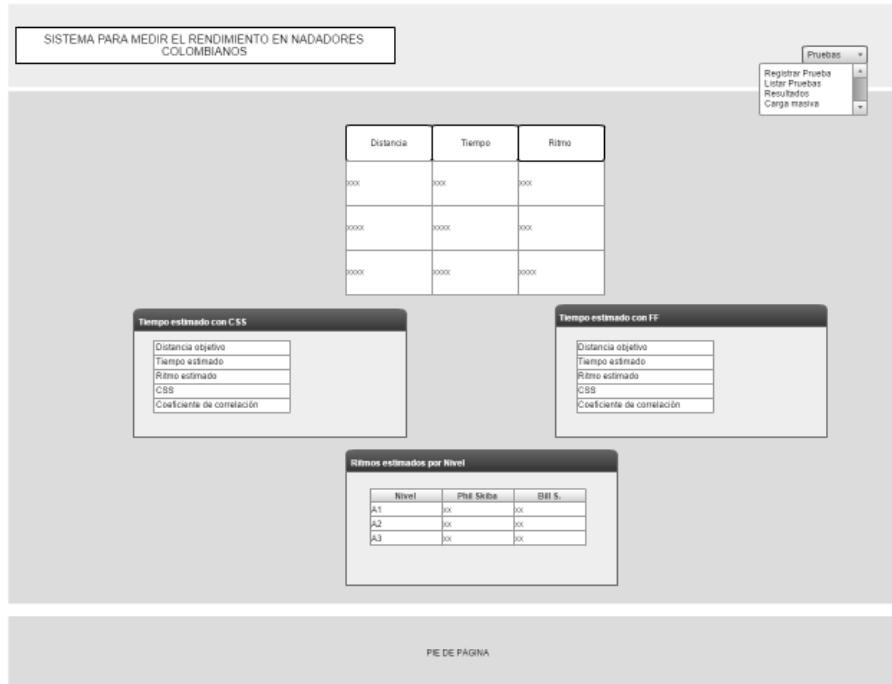 SISTEMA PARA MEDIR EL RENDIMIENTO EN NADADORES
COLOMBIANOS
Pruebas
Registrar Prueba
Listar Pruebas
Resultados
Carga masiva
Distancia Tiempo Ritmo
xxx xxx xxx
xxxx xxxx xxx
xxxx xxxx xxxx
Tiempo estimado con CSS
Distancia objetivo
Tiempo estimado
Ritmo estimado
CSS
Coeficiente de correlación
Tiempo estimado con FF
Distancia objetivo
Tiempo estimado
Ritmo estimado
CSS
Coeficiente de correlación
Ritmos estimados por Nivel
Nivel Phil Skiba Bill S.
A1 xx xx
A2 xx xx
A3 xx xx
PIE DE PÁGINA